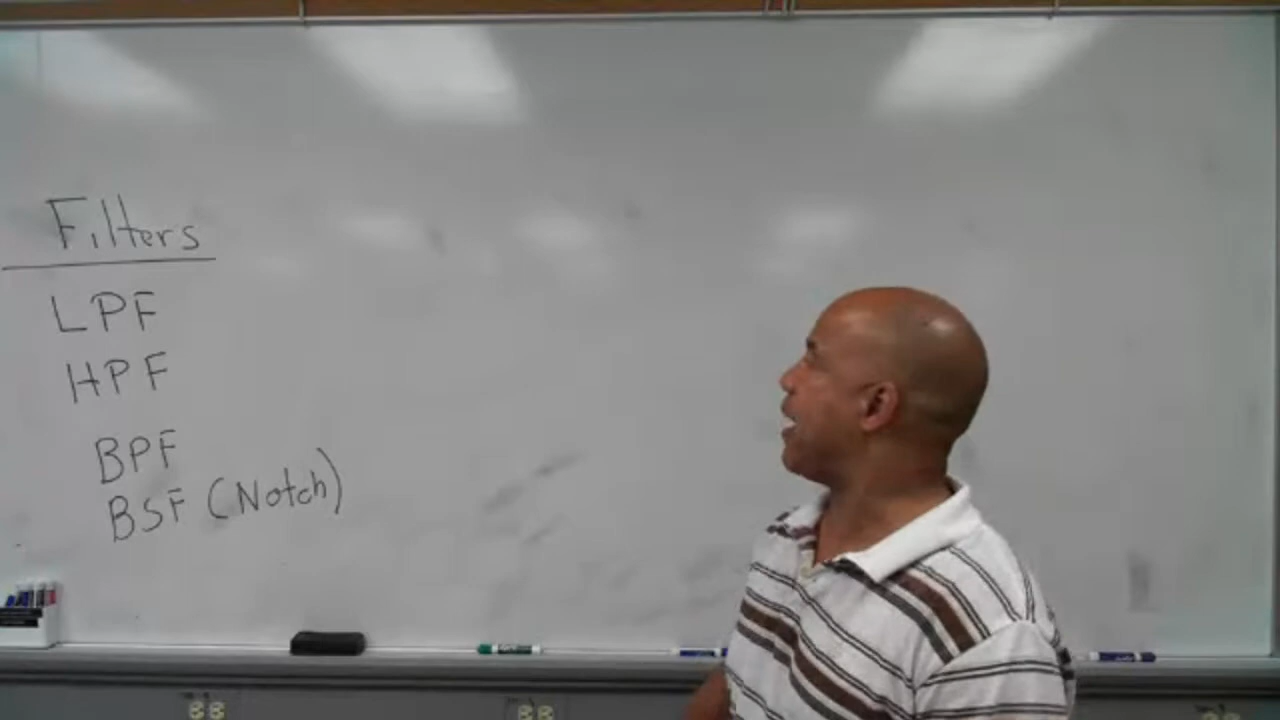 Filters
LPF
HPF
BPF
BSF (Notch)